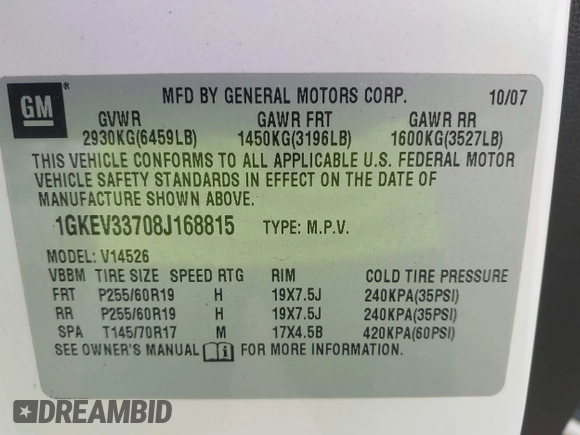 GM
®
MFD BY GENERAL MOTORS CORP. 10/07
GVWR GAWR FRT GAWR RR
2930KG(6459LB) 1450KG(3196LB) 1600KG(3527LB)
THIS VEHICLE CONFORMS TO ALL APPLICABLE U.S. FEDERAL MOTOR
VEHICLE SAFETY STANDARDS IN EFFECT ON THE DATE OF
MANUFACTURE SHOWN ABOVE.
1GKEV33708J168815 TYPE: M.P.V.
MODEL: V14526
VBBM TIRE SIZE SPEED RTG RIM COLD TIRE PRESSURE
FRT P255/60R19 H 19X7.5J 240KPA(35PSI)
RR P255/60R19 H 19X7.5J 240KPA(35PSI)
SPA T145/70R17 M 17X4.5B 420KPA(60PSI)
SEE OWNER'S MANUAL FOR MORE INFORMATION.
DREAMBID